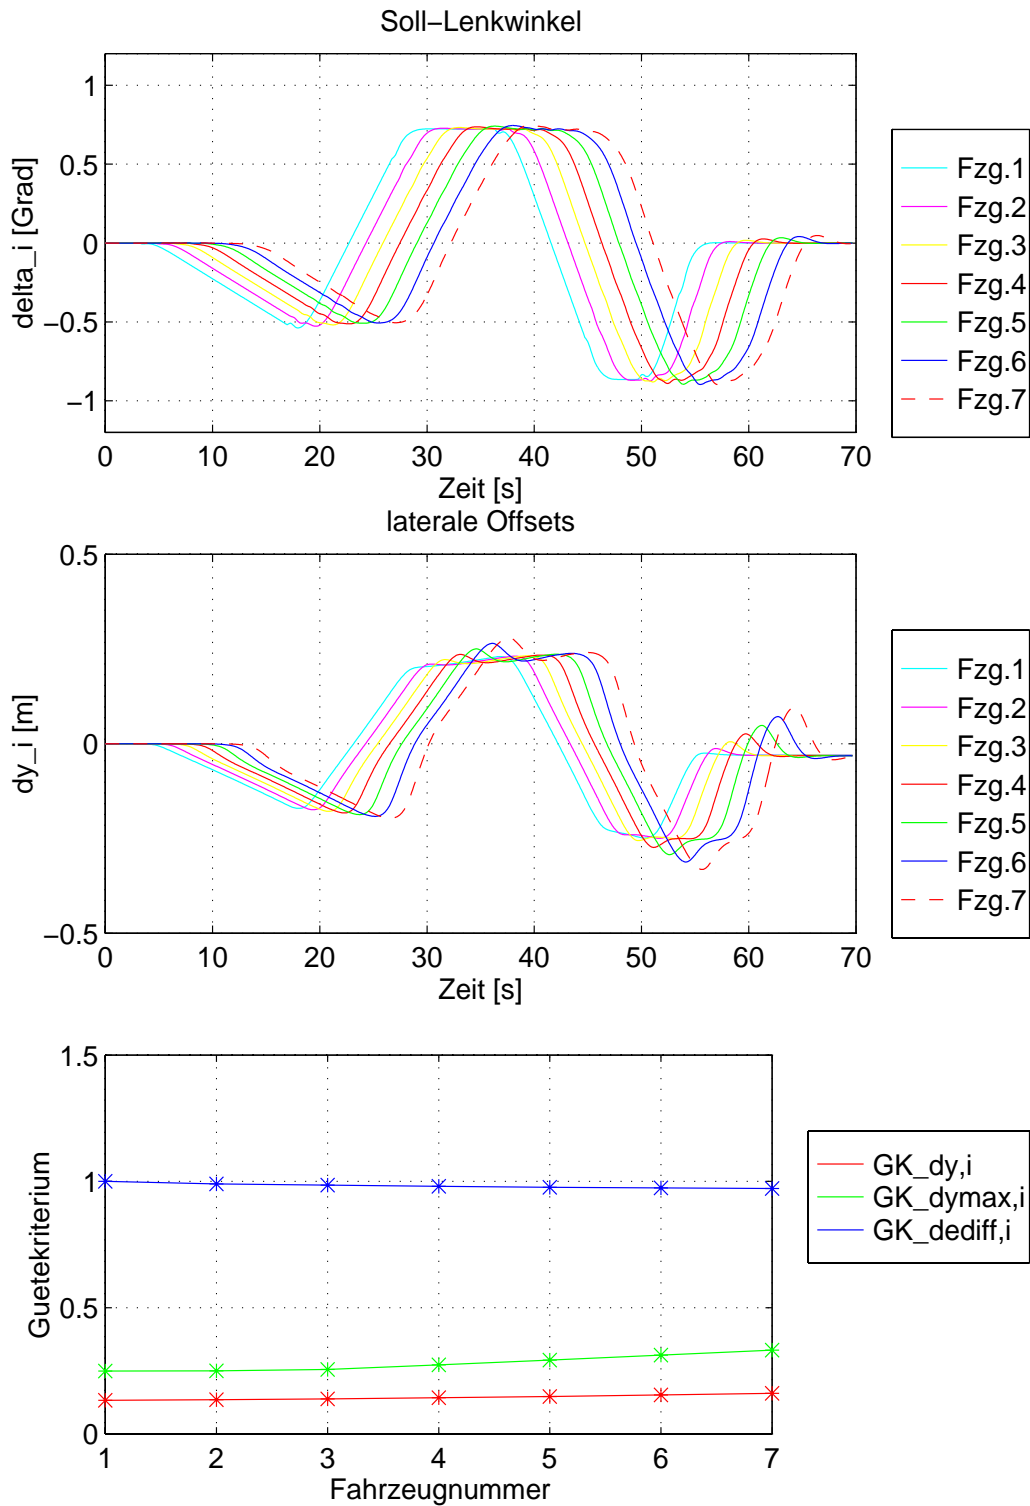 Soll−Lenkwinkel
delta_i [Grad]
1
0.5
0
−0.5
−1
0 10 20 30 40 50 60 70
Zeit [s]
Fzg.1
Fzg.2
Fzg.3
Fzg.4
Fzg.5
Fzg.6
Fzg.7
laterale Offsets
dy_i [m]
0.5
0
−0.5
0 10 20 30 40 50 60 70
Zeit [s]
Fzg.1
Fzg.2
Fzg.3
Fzg.4
Fzg.5
Fzg.6
Fzg.7
Guetekriterium
1.5
1
0.5
0
1 2 3 4 5 6 7
Fahrzeugnummer
GK_dy,i
GK_dymax,i
GK_dediff,i